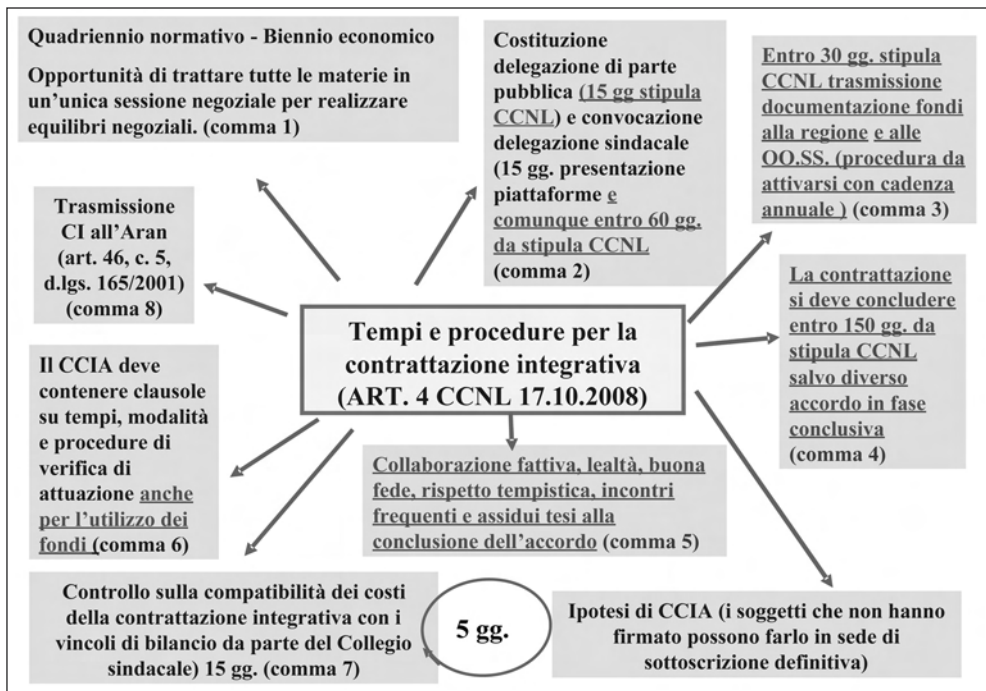 Quadriennio normativo - Biennio economico
Opportunità di trattare tutte le materie in
un'unica sessione negoziale per realizzare
equilibri negoziali. (comma 1)
Costituzione
delegazione di parte
pubblica (15 gg stipula
CCNL) e convocazione
delegazione sindacale
(15 gg. presentazione
piattaforme e
comunque entro 60 gg.
da stipula CCNL
(comma 2)
Entro 30 gg. stipula
CCNL trasmissione
documentazione fondi
alla regione e alle
OO.SS. (procedura da
attivarsi con cadenza
annuale ) (comma 3)
Trasmissione
CI all'Aran
(art. 46, c. 5,
d.lgs. 165/2001)
(comma 8)
Tempi e procedure per la
contrattazione integrativa
(ART. 4 CCNL 17.10.2008)
La contrattazione
si deve concludere
entro 150 gg. da
stipula CCNL
salvo diverso
accordo in fase
conclusiva
(comma 4)
Il CCIA deve
contenere clausole
su tempi, modalità
e procedure di
verifica di
attuazione anche
per l'utilizzo dei
fondi (comma 6)
Collaborazione fattiva, lealtà, buona
fede, rispetto tempistica, incontri
frequenti e assidui tesi alla
conclusione dell'accordo (comma 5)
Controllo sulla compatibilità dei costi
della contrattazione integrativa con i
vincoli di bilancio da parte del Collegio
sindacale) 15 gg. (comma 7)
5 gg.
Ipotesi di CCIA (i soggetti che non hanno
firmato possono farlo in sede di
sottoscrizione definitiva)